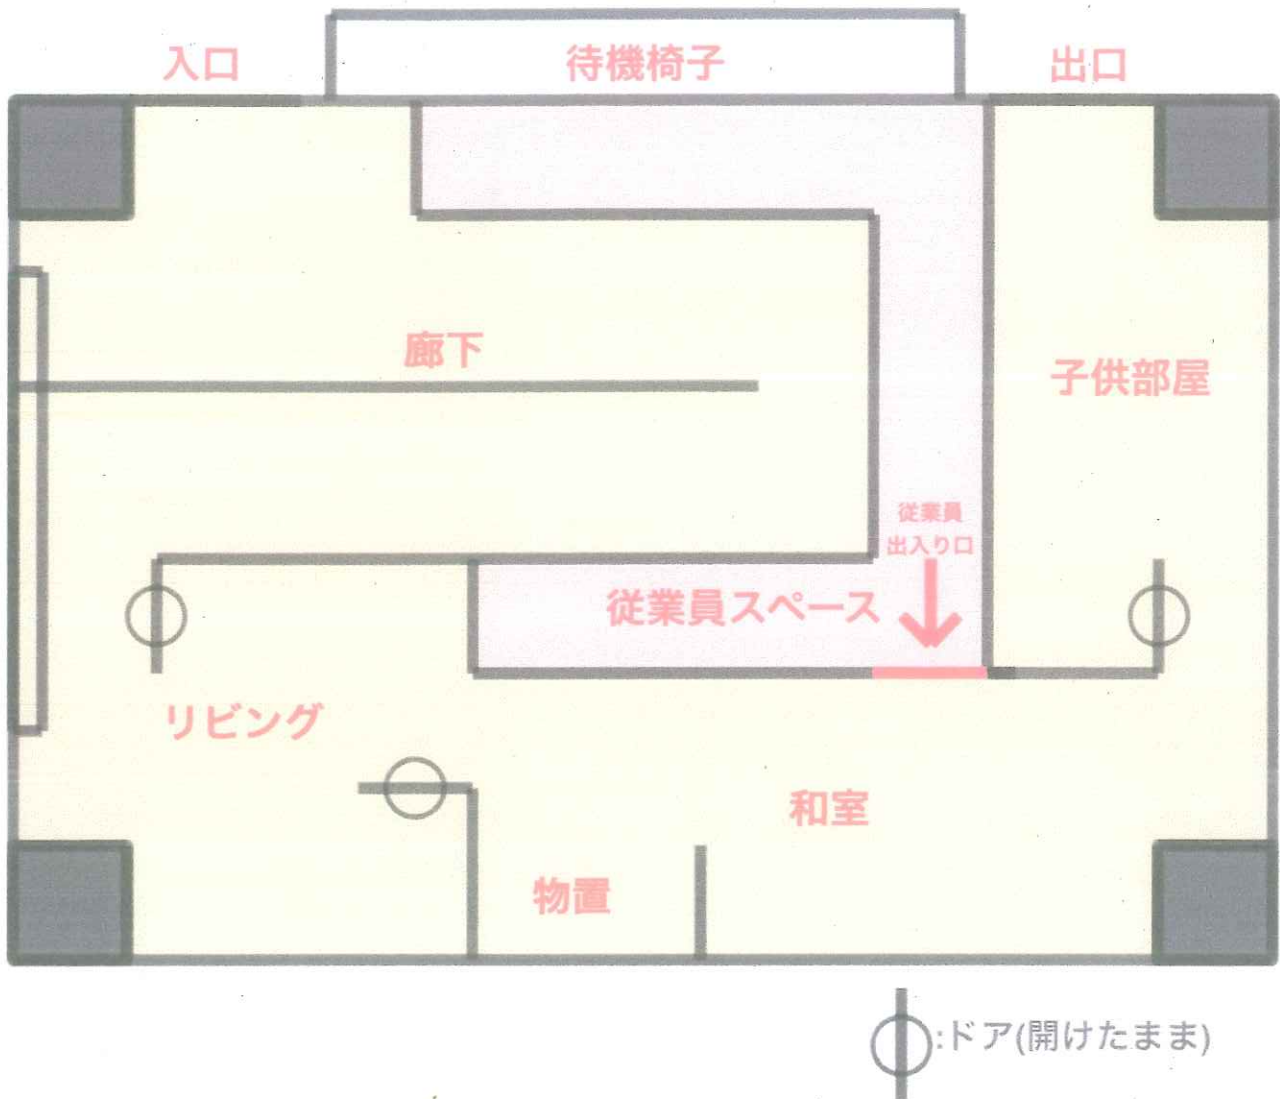 入口
待機椅子
出口
廊下
子供部屋
従業員
出入り口
従業員スペース
リビング
和室
物置
:ドア(開けたまま)